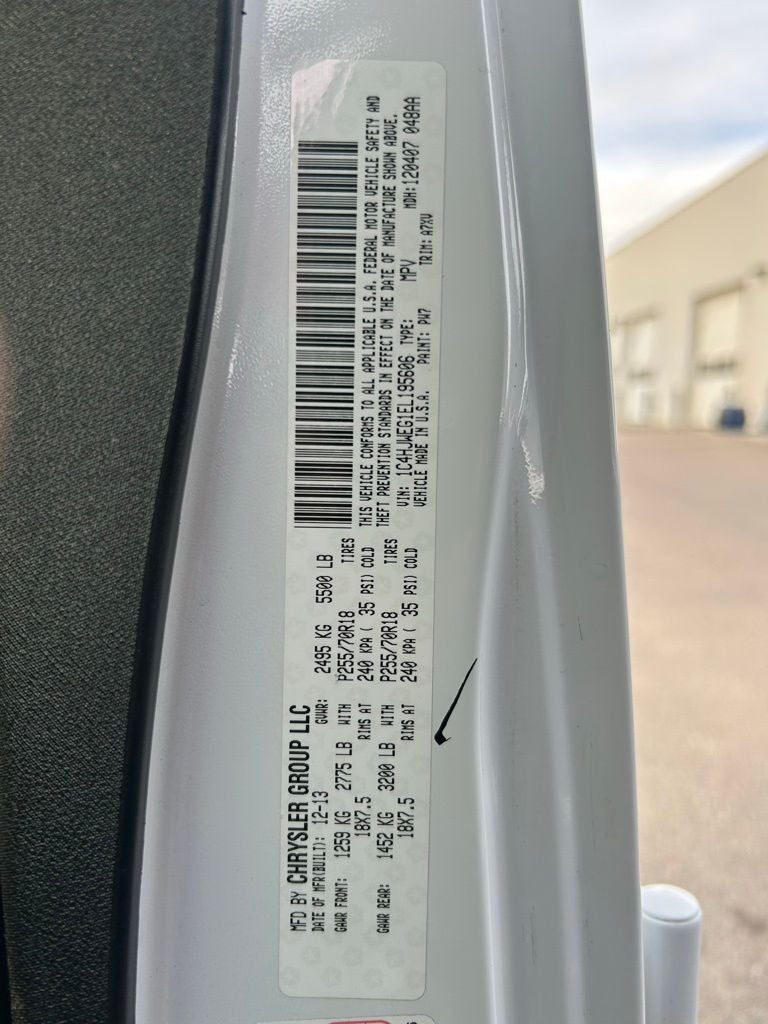 MFD BY CHRYSLER GROUP LLC
DATE OF MFR(BUILT): 12-13 GVWR: 2495 KG 5500 LB
GAWR FRONT: 1259 KG 2775 LB WITH P255/70R18 TIRES
18X7.5 RIMS AT 240 KPA ( 35 PSI) COLD
GAWR REAR: 1452 KG 3200 LB WITH P255/70R18 TIRES
18X7.5 RIMS AT 240 KPA ( 35 PSI) COLD
THIS VEHICLE CONFORMS TO ALL APPLICABLE U.S.A. FEDERAL MOTOR VEHICLE SAFETY AND
THEFT PREVENTION STANDARDS IN EFFECT ON THE DATE OF MANUFACTURE SHOWN ABOVE.
VIN: 1C4HJWEG1EL195606 TYPE: MPV MDH: 120407 048AA
VEHICLE MADE IN U.S.A. PAINT: PW7 TRIM: A7XV